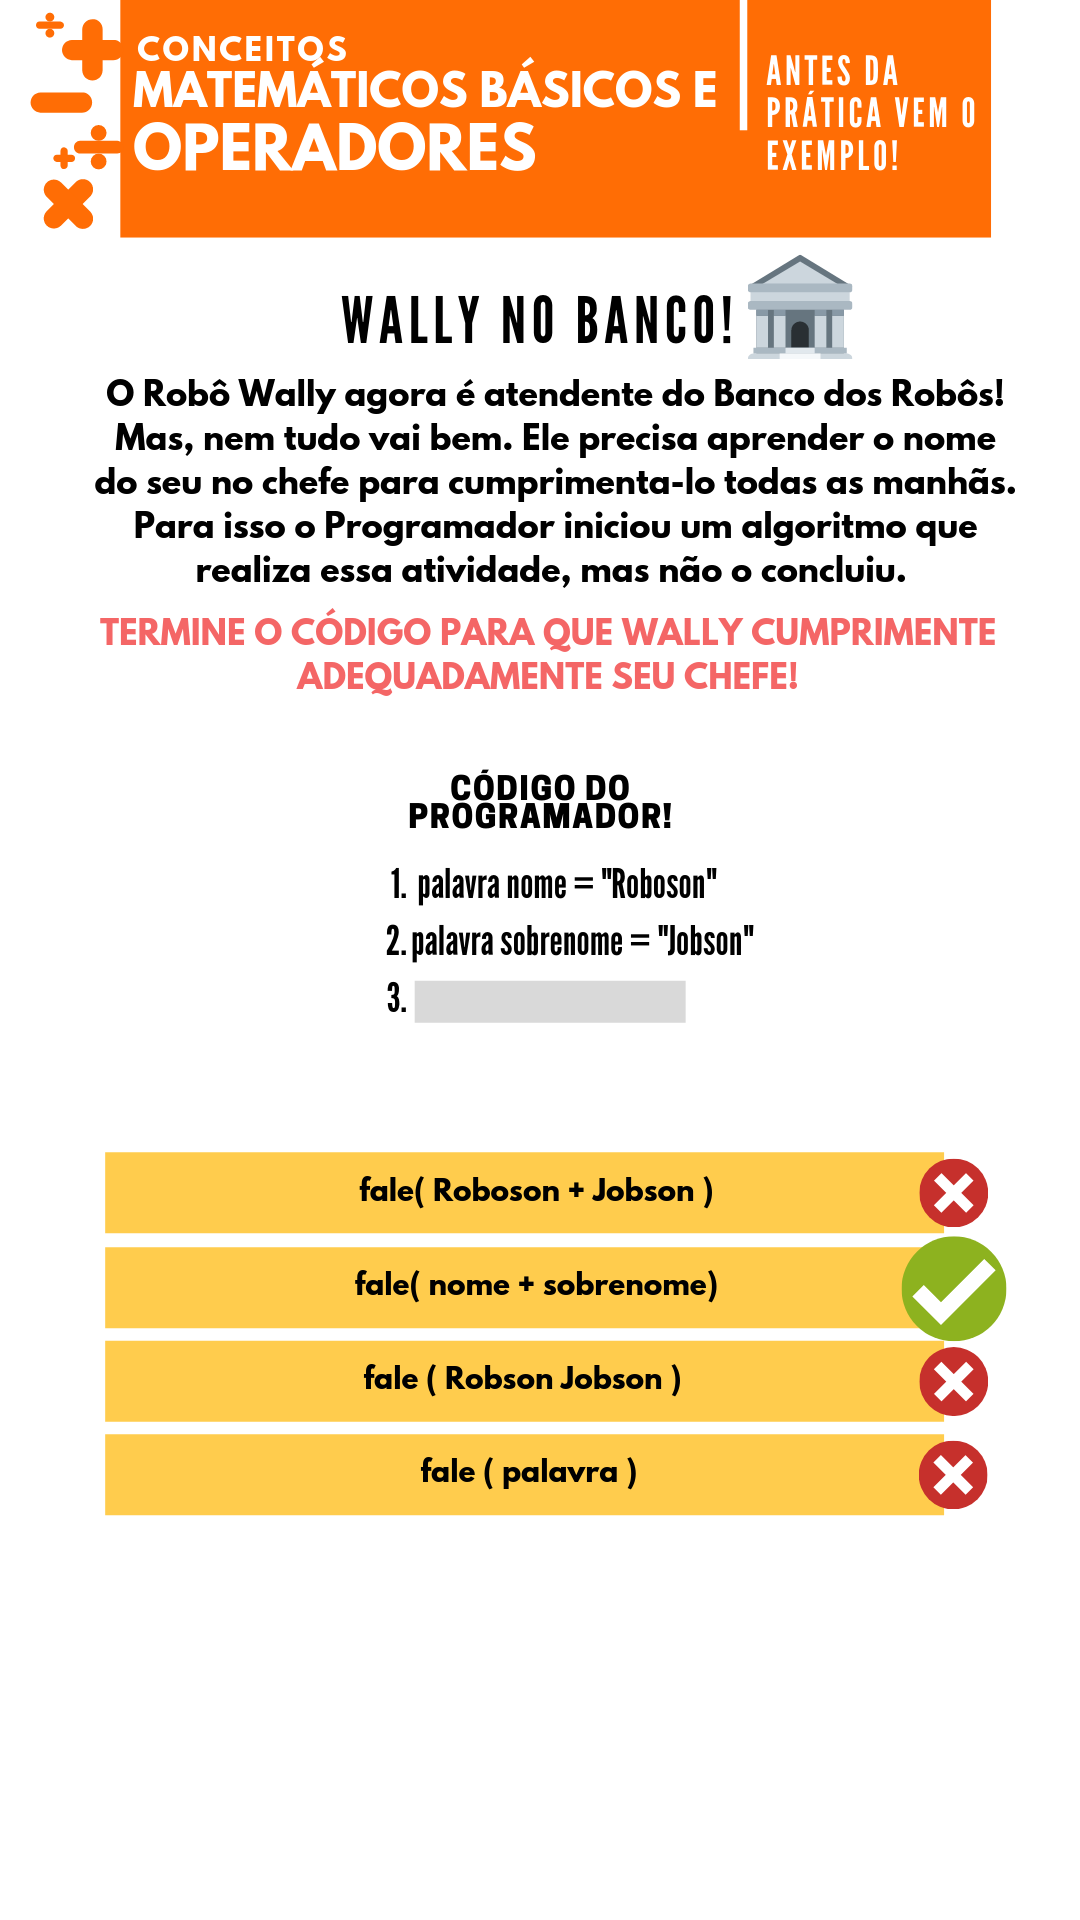 CONCEITOS
MATEMÁTICOS BÁSICOS E
OPERADORES
ANTES DA
PRÁTICA VEM O
EXEMPLO!
WALLY NO BANCO!
O Robô Wally agora é atendente do Banco dos Robôs!
Mas, nem tudo vai bem. Ele precisa aprender o nome
do seu no chefe para cumprimenta-lo todas as manhãs.
Para isso o Programador iniciou um algoritmo que
realiza essa atividade, mas não o concluiu.
TERMINE O CÓDIGO PARA QUE WALLY CUMPRIMENTE
ADEQUADAMENTE SEU CHEFE!
CÓDIGO DO
PROGRAMADOR!
1. palavra nome = "Roboson"
2. palavra sobrenome = "Jobson"
3.
fale( Roboson + Jobson )
fale( nome + sobrenome)
fale ( Robson Jobson )
fale ( palavra )